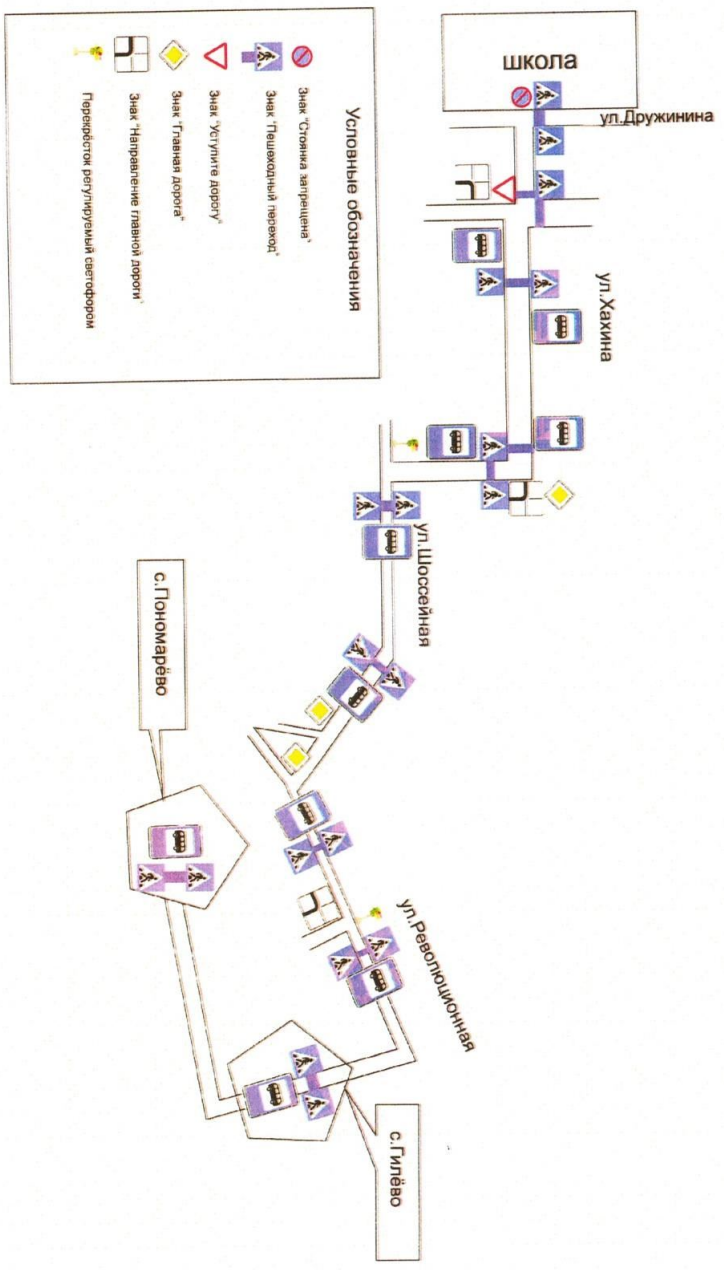 школа
ул.Дружинина
ул.Хахина
ул.Шоссейная
ул.Революционная
с.Пономарёво
с.Гилёво
Условные обозначения
Знак "Стоянка запрещена"
Знак "Пешеходный переход"
Знак "Уступите дорогу"
Знак "Главная дорога"
Знак "Направление главной дороги"
Перекрёсток регулируемый светофором